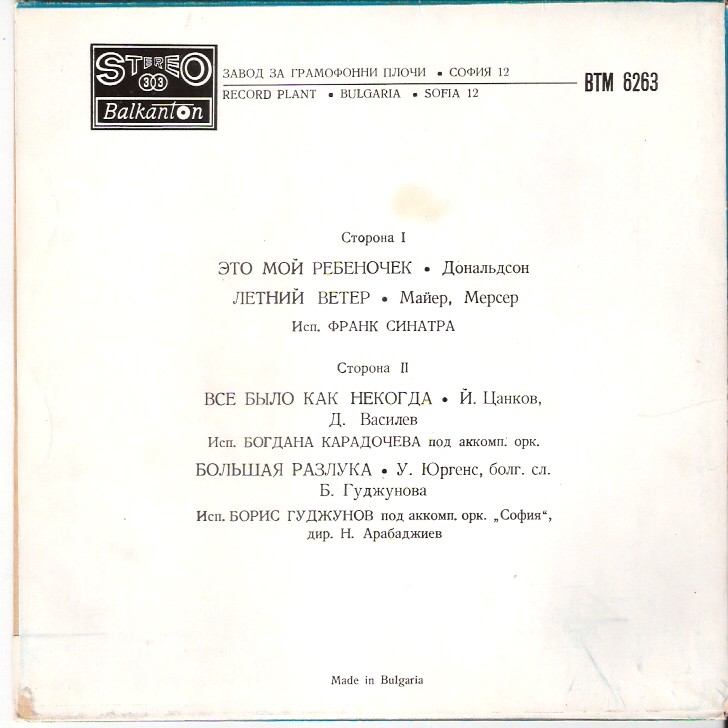 STEREO
33
Balkanton
ЗАВОД ЗА ГРАМОФОННИ ПЛОЧИ • СОФИЯ 12
RECORD PLANT • BULGARIA • SOFIA 12
ВТМ 6263
Сторона I
ЭТО МОЙ РЕБЕНОЧЕК • Дональдсон
ЛЕТНИЙ ВЕТЕР • Майер, Мерсер
Исп. ФРАНК СИНАТРА
Сторона II
ВСЕ БЫЛО КАК НЕКОГДА • Й. Цанков,
Д. Василев
Исп. БОГДАНА КАРАДОЧЕВА под аккомп. орк.
БОЛЬШАЯ РАЗЛУКА • У. Юргенс, болг. сл.
Б. Гуджунова
Исп. БОРИС ГУДЖУНОВ под аккомп. орк. „София“,
дир. Н. Арабаджиев
Made in Bulgaria